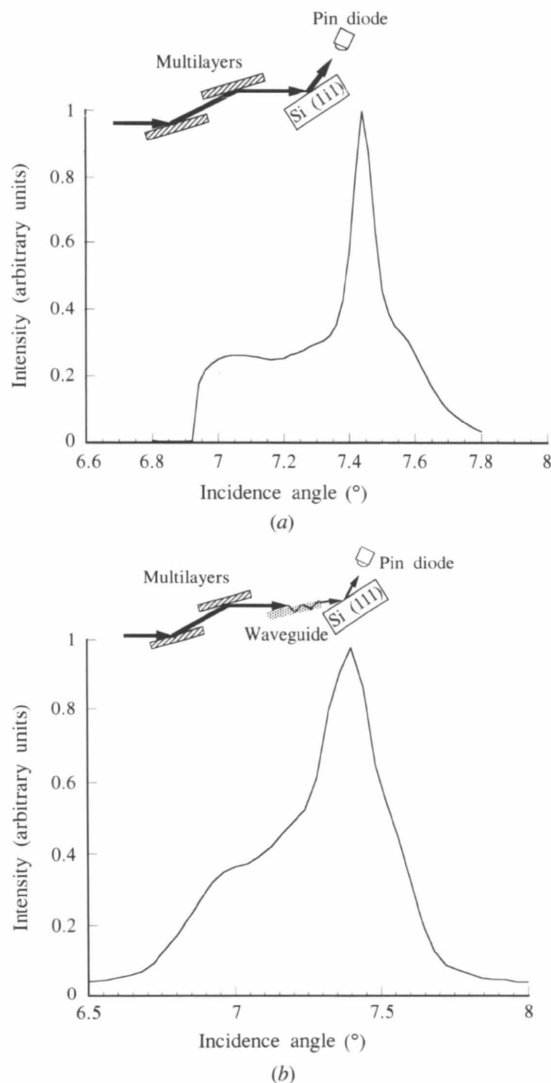 Pin diode
Multilayers
Si (111)
1
0.8
0.6
0.4
0.2
0
Intensity (arbitrary units)
6.6 6.8 7 7.2 7.4 7.6 7.8 8
Incidence angle (°)
(a)
Pin diode
Multilayers
Si (111)
Waveguide
1
0.8
0.6
0.4
0.2
0
Intensity (arbitrary units)
6.5 7 7.5 8
Incidence angle (°)
(b)